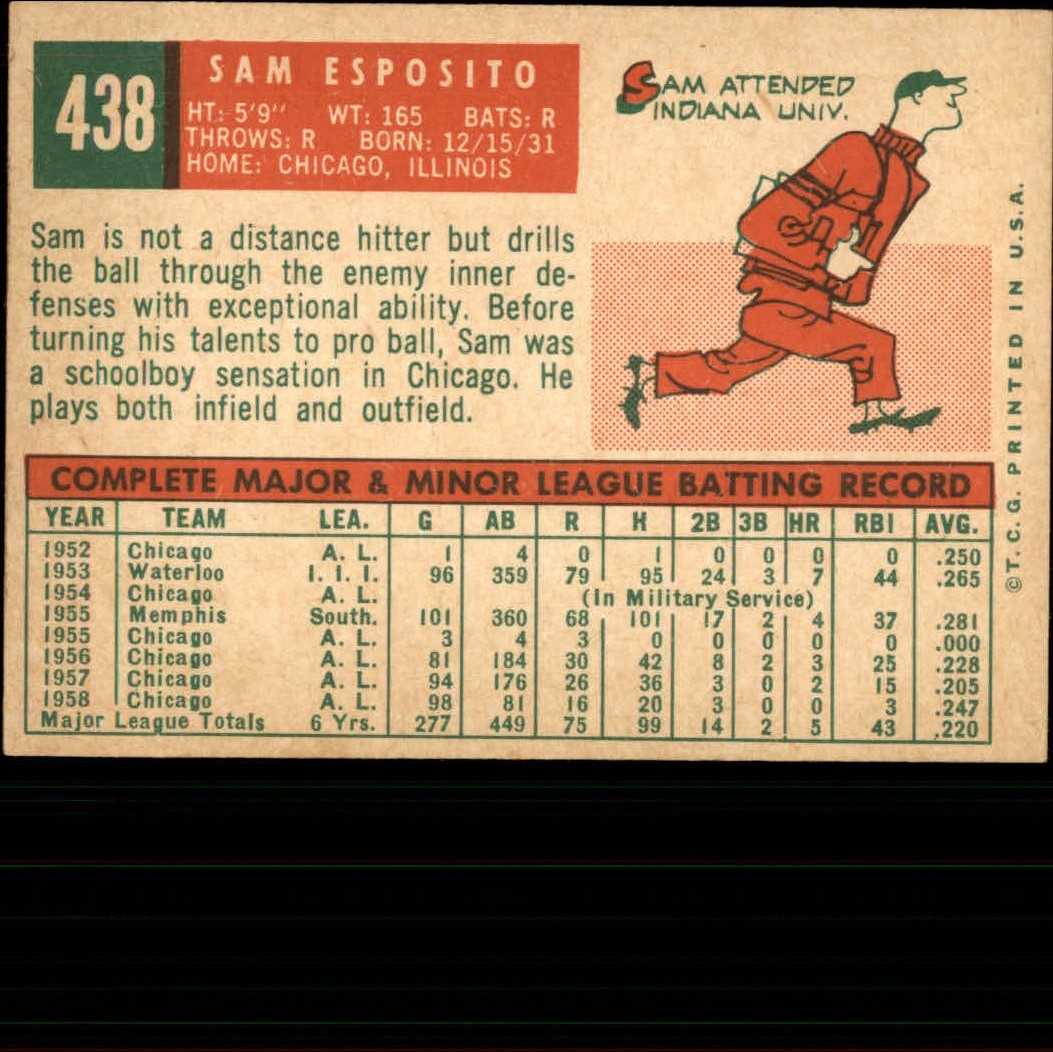 438
SAM ESPOSITO
HT.: 5'9" WT: 165 BATS: R
THROWS: R BORN: 12/15/31
HOME: CHICAGO, ILLINOIS
SAM ATTENDED
INDIANA UNIV.
Sam is not a distance hitter but drills
the ball through the enemy inner de-
fenses with exceptional ability. Before
turning his talents to pro ball, Sam was
a schoolboy sensation in Chicago. He
plays both infield and outfield.
COMPLETE MAJOR & MINOR LEAGUE BATTING RECORD
YEAR TEAM LEA. G AB R H 2B 3B HR RBI AVG.
1952 Chicago A. L. 1 4 0 1 0 0 0 0 .250
1953 Waterloo I. I. I. 96 359 79 95 24 3 7 44 .265
1954 Chicago A. L. (In Military Service)
1955 Memphis South. 101 360 68 101 17 2 4 37 .281
1955 Chicago A. L. 3 4 3 0 0 0 0 0 .000
1956 Chicago A. L. 81 184 30 42 8 2 3 25 .228
1957 Chicago A. L. 94 176 26 36 3 0 2 15 .205
1958 Chicago A. L. 98 81 16 20 3 0 0 3 .247
Major League Totals 6 Yrs. 277 449 75 99 14 2 5 43 .220
©T. C. G. PRINTED IN U.S.A.